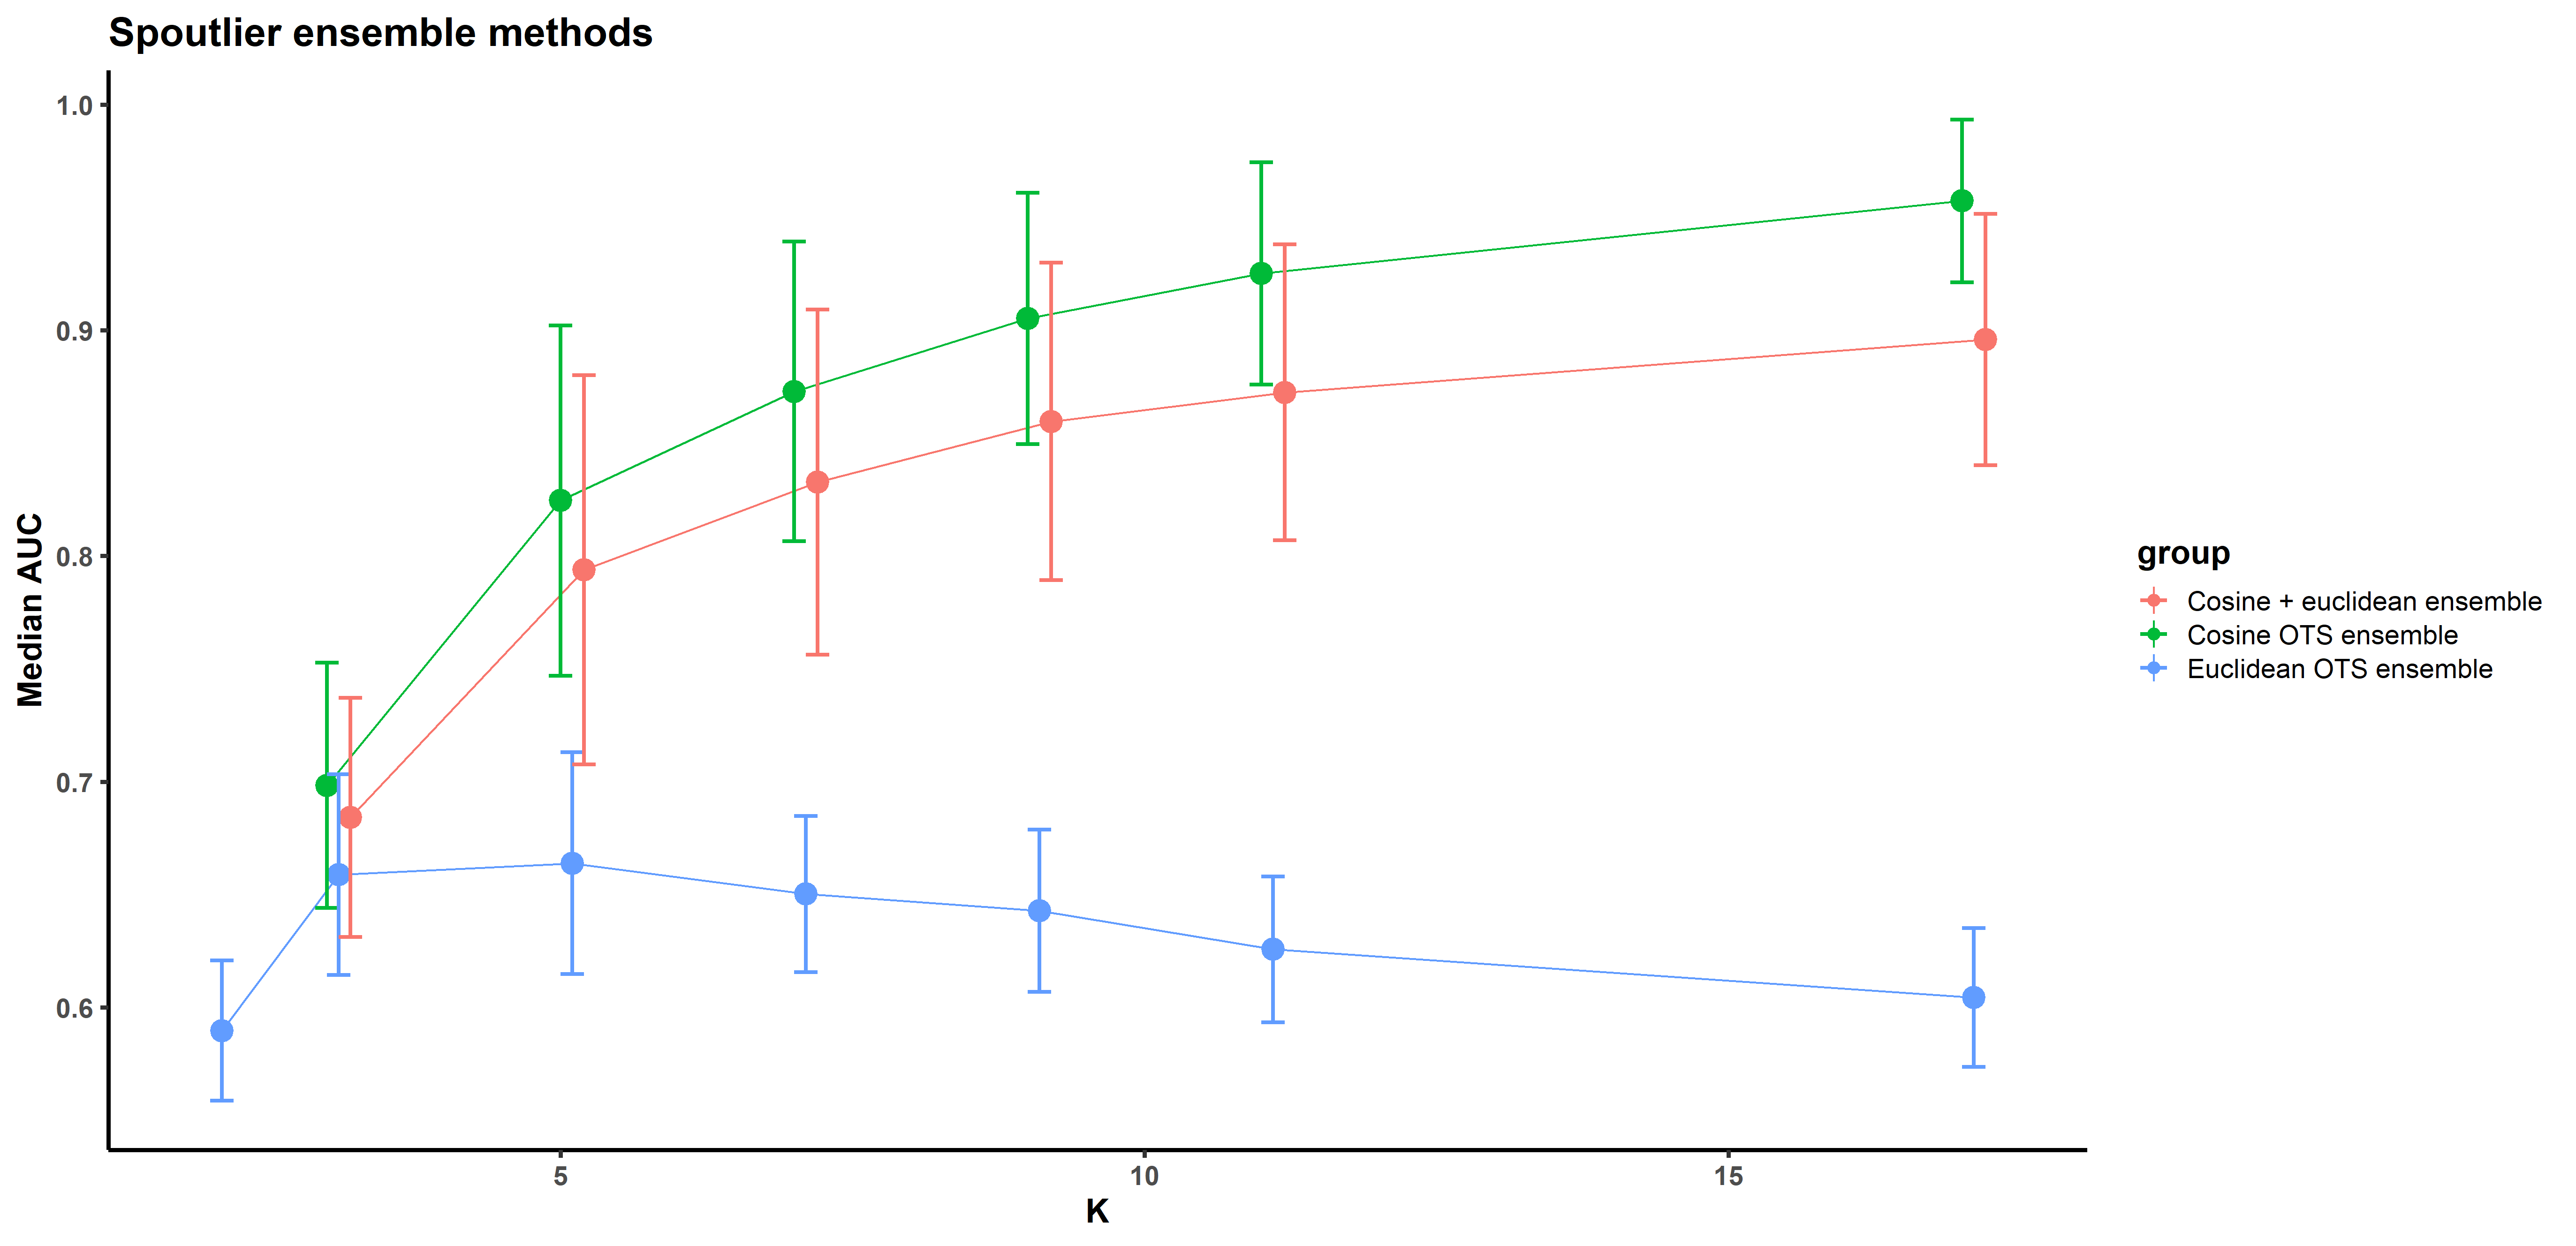 Spoutlier ensemble methods
1.0
0.9
0.8
0.7
0.6
Median AUC
5
10
15
K
group
Cosine + euclidean ensemble
Cosine OTS ensemble
Euclidean OTS ensemble